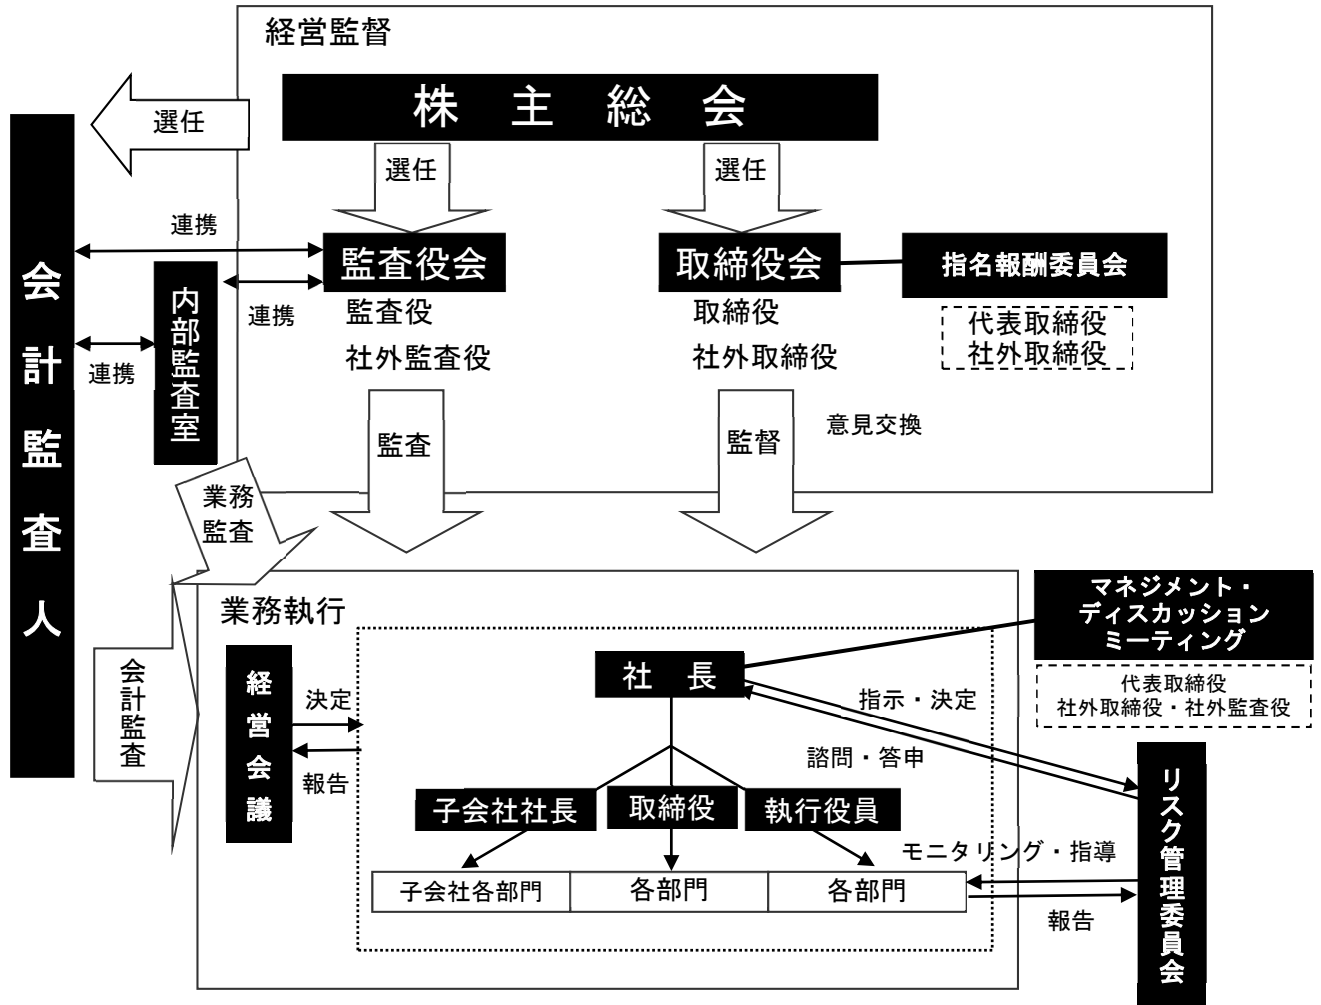 経営監督
株　主　総　会
選任
選任
選任
連携
監査役会
取締役会
指名報酬委員会
連携
監査役
社外監査役
取締役
社外取締役
代表取締役
社外取締役
会計監査人
内部監査室
連携
監査
監督
意見交換
業務
監査
業務執行
マネジメント・
ディスカッション
ミーティング
代表取締役
社外取締役・社外監査役
会計監査
経営会議
決定
報告
社　長
指示・決定
諮問・答申
子会社社長
取締役
執行役員
モニタリング・指導
子会社各部門
各部門
各部門
報告
リスク管理委員会